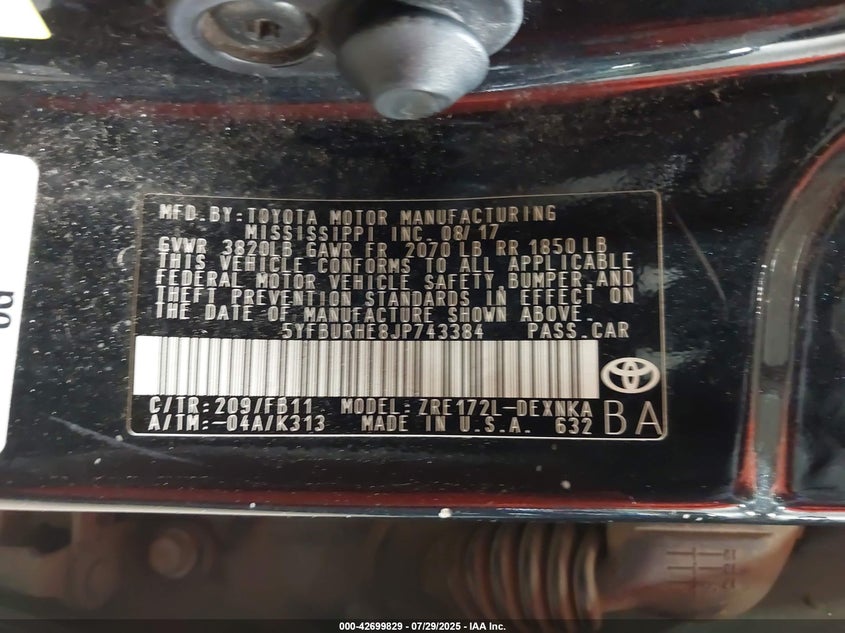 MFD. BY: TOYOTA MOTOR MANUFACTURING
MISSISSIPPI INC. 08/17
GVWR 3820LB GAWR FR 2070 LB RR 1850 LB
THIS VEHICLE CONFORMS TO ALL APPLICABLE
FEDERAL MOTOR VEHICLE SAFETY, BUMPER, AND
THEFT PREVENTION STANDARDS IN EFFECT ON
THE DATE OF MANUFACTURE SHOWN ABOVE.
5YFBURHE8JP743384 PASS. CAR
C/TR: 209/FB11 MODEL: ZRE172L-DEXNKA
A/TM: -04A/K313 MADE IN U.S.A. 632 BA
000-42699829 / 07/29/2025 - IAA Inc.